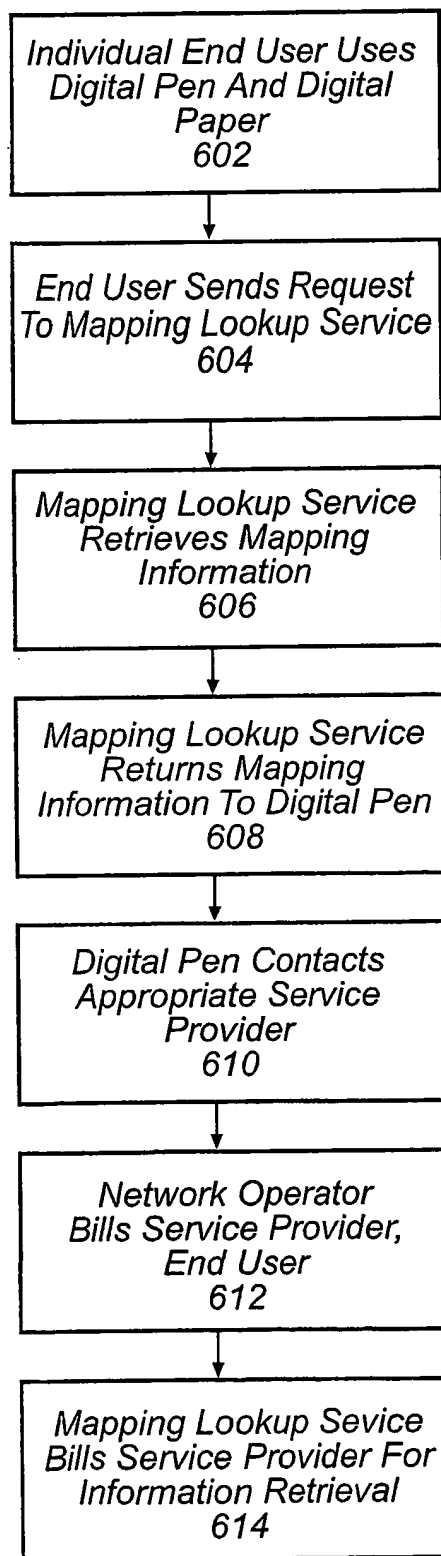 Individual End User Uses
Digital Pen And Digital
Paper
602
End User Sends Request
To Mapping Lookup Service
604
Mapping Lookup Service
Retrieves Mapping
Information
606
Mapping Lookup Service
Returns Mapping
Information To Digital Pen
608
Digital Pen Contacts
Appropriate Service
Provider
610
Network Operator
Bills Service Provider,
End User
612
Mapping Lookup Sevice
Bills Service Provider For
Information Retrieval
614